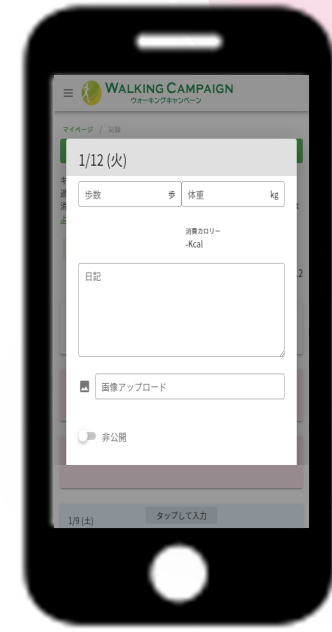 WALKING CAMPAIGN
ウォーキングキャンペーン
マイページ / 記録
1/12 (火)
歩数 歩 体重 kg
消費カロリー
-Kcal
日記
画像アップロード
非公開
1/9 (土) タップして入力